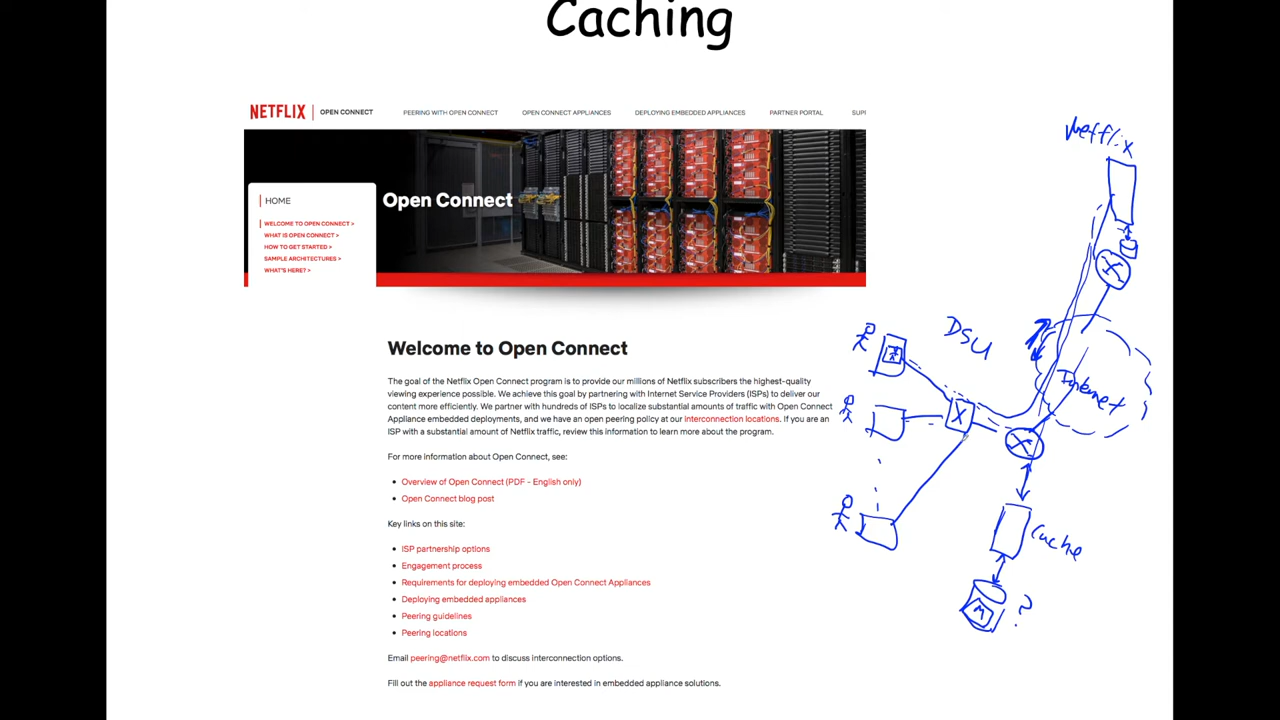 Caching
NETFLIX | OPEN CONNECT PEERING WITH OPEN CONNECT OPEN CONNECT APPLIANCES DEPLOYING EMBEDDED APPLIANCES PARTNER PORTAL SUPI
HOME
WELCOME TO OPEN CONNECT >
WHAT IS OPEN CONNECT >
HOW TO GET STARTED >
SAMPLE ARCHITECTURES >
WHAT'S HERE? >
Open Connect
Welcome to Open Connect
The goal of the Netflix Open Connect program is to provide our millions of Netflix subscribers the highest-quality
viewing experience possible. We achieve this goal by partnering with Internet Service Providers (ISPs) to deliver our
content more efficiently. We partner with hundreds of ISPs to localize substantial amounts of traffic with Open Connect
Appliance embedded deployments, and we have an open peering policy at our interconnection locations. If you are an
ISP with a substantial amount of Netflix traffic, review this information to learn more about the program.
For more information about Open Connect, see:
• Overview of Open Connect (PDF - English only)
• Open Connect blog post
Key links on this site:
• ISP partnership options
• Engagement process
• Requirements for deploying embedded Open Connect Appliances
• Deploying embedded appliances
• Peering guidelines
• Peering locations
Email peering@netflix.com to discuss interconnection options.
Fill out the appliance request form if you are interested in embedded appliance solutions.
Netflix
X
DSU
Internet
X
X
Cache
M ?